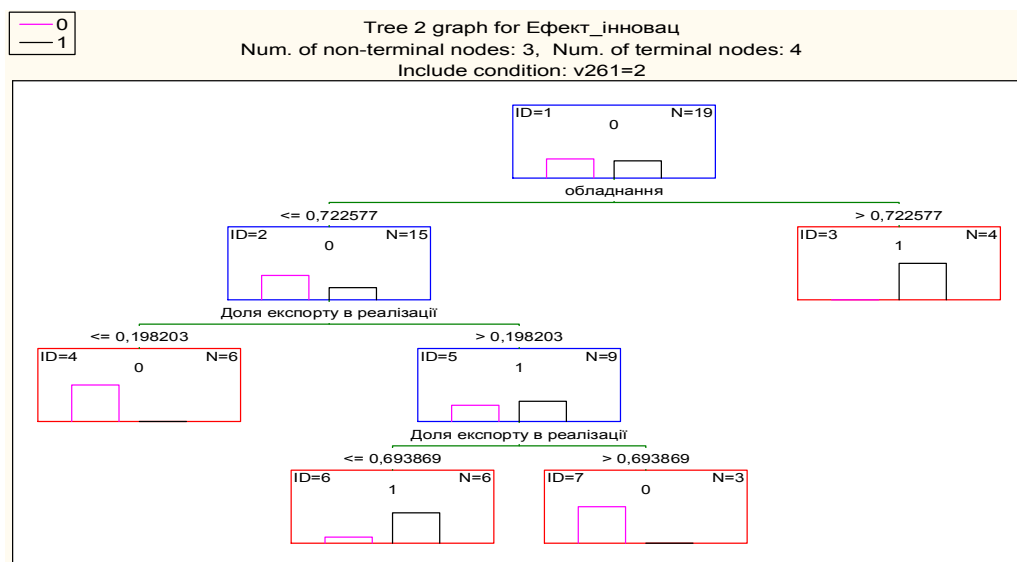 0
1
Tree 2 graph for Ефект_інновац
Num. of non-terminal nodes: 3, Num. of terminal nodes: 4
Include condition: v261=2
ID=1 N=19
0
обладнання
<= 0,722577 > 0,722577
ID=2 N=15 ID=3 N=4
0 1
Доля експорту в реалізації
<= 0,198203 > 0,198203
ID=4 N=6 ID=5 N=9
0 1
Доля експорту в реалізації
<= 0,693869 > 0,693869
ID=6 N=6 ID=7 N=3
1 0